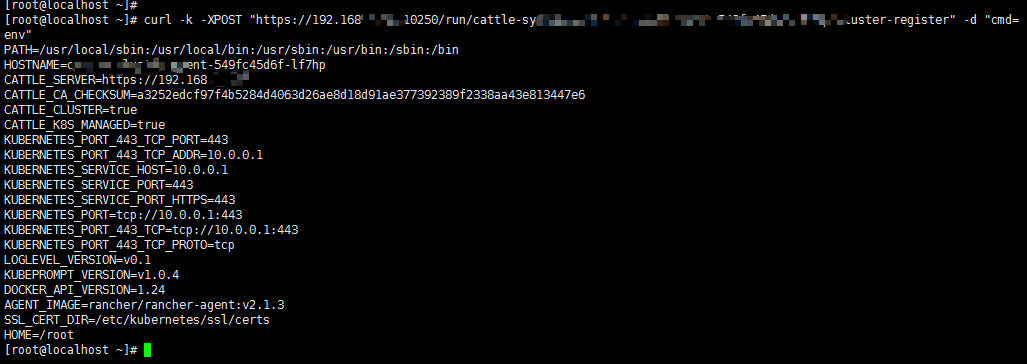 [root@localhost ~]#
[root@localhost ~]# curl -k -XPOST "https://192.168 10250/run/cattle-sy luster-register" -d "cmd=
env"
PATH=/usr/local/sbin:/usr/local/bin:/usr/sbin:/usr/bin:/sbin:/bin
HOSTNAME=c ent-549fc45d6f-lf7hp
CATTLE_SERVER=https://192.168
CATTLE_CA_CHECKSUM=a3252edcf97f4b5284d4063d26ae8d18d91ae377392389f2338aa43e813447e6
CATTLE_CLUSTER=true
CATTLE_K8S_MANAGED=true
KUBERNETES_PORT_443_TCP_PORT=443
KUBERNETES_PORT_443_TCP_ADDR=10.0.0.1
KUBERNETES_SERVICE_HOST=10.0.0.1
KUBERNETES_SERVICE_PORT=443
KUBERNETES_SERVICE_PORT_HTTPS=443
KUBERNETES_PORT=tcp://10.0.0.1:443
KUBERNETES_PORT_443_TCP=tcp://10.0.0.1:443
KUBERNETES_PORT_443_TCP_PROTO=tcp
LOGLEVEL_VERSION=v0.1
KUBEPROMPT_VERSION=v1.0.4
DOCKER_API_VERSION=1.24
AGENT_IMAGE=rancher/rancher-agent:v2.1.3
SSL_CERT_DIR=/etc/kubernetes/ssl/certs
HOME=/root
[root@localhost ~]#